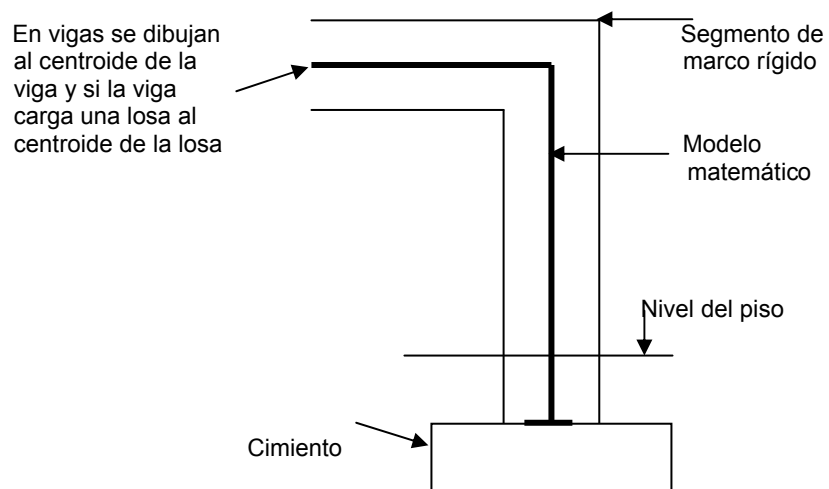 En vigas se dibujan
al centroide de la
viga y si la viga
carga una losa al
centroide de la losa
Segmento de
marco rígido
Modelo
matemático
Nivel del piso
Cimiento